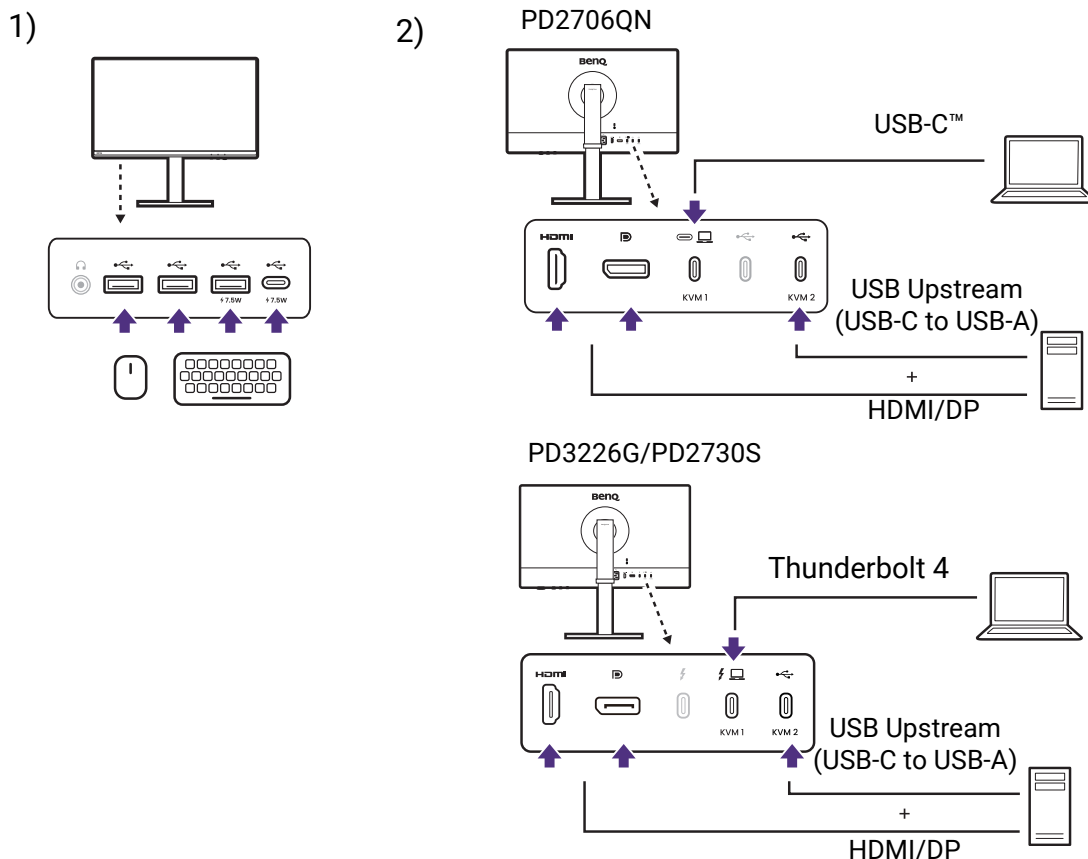 1)
7.5W
7.5W
2)
PD2706QN
BenQ
USB-C™
HDMI
KVM 1
KVM 2
USB Upstream
(USB-C to USB-A)
+
HDMI/DP
PD3226G/PD2730S
BenQ
Thunderbolt 4
HDMI
KVM 1
KVM 2
USB Upstream
(USB-C to USB-A)
+
HDMI/DP